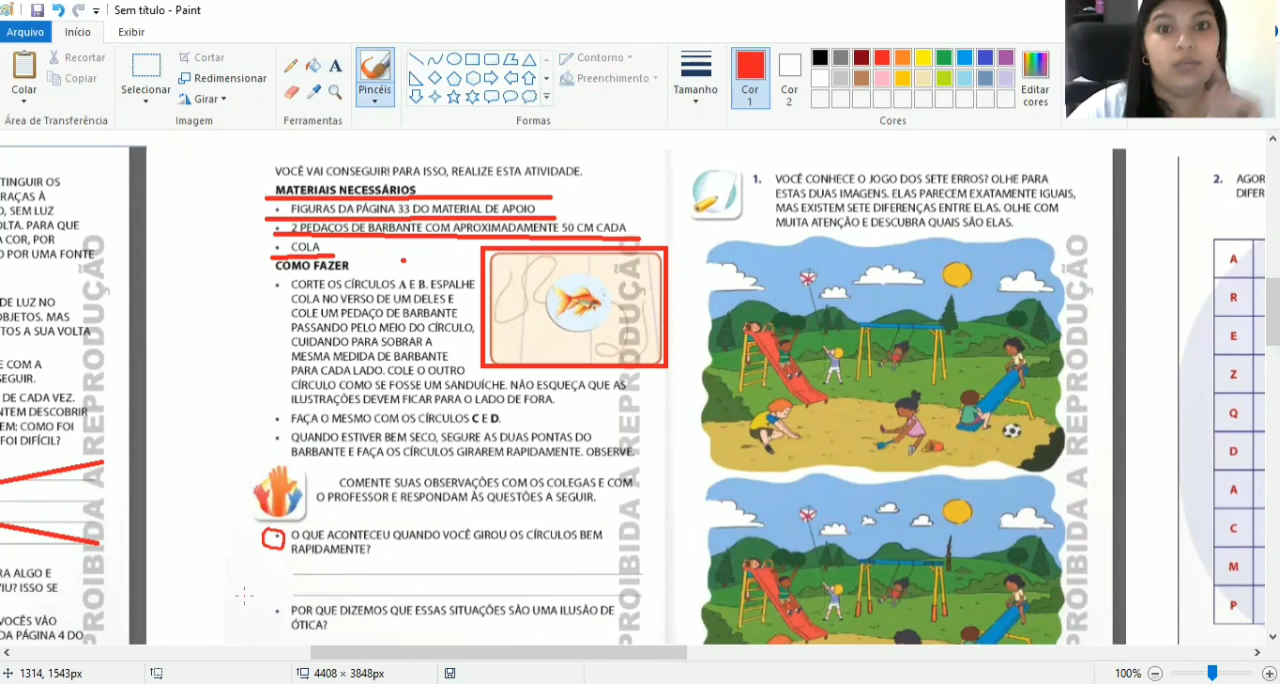 Sem título - Paint
Arquivo
Início
Exibir
Colar
Recortar
Copiar
Área de Transferência
Selecionar
Cortar
Redimensionar
Girar
Imagem
A
Ferramentas
Pincéis
Contorno
Preenchimento
Formas
Tamanho
Cor
1
Cor
2
Editar
cores
Cores
TINGUIR OS
RAÇAS À
O, SEM LUZ
OLTA. PARA QUE
A COR, POR
O POR UMA FONTE
DE LUZ NO
OBJETOS. MAS
TOS A SUA VOLTA
E COM A
SEGUIR.
DE CADA VEZ.
NTEM DESCOBRIR
EM: COMO FOI
FOI DIFÍCIL?
RA ALGO E
VIU? ISSO SE
VOCÊS VÃO
DA PÁGINA 4 DO
PROIBIDA A REPRODUÇÃO
VOCÊ VAI CONSEGUIR! PARA ISSO, REALIZE ESTA ATIVIDADE.
MATERIAIS NECESSÁRIOS
• FIGURAS DA PÁGINA 33 DO MATERIAL DE APOIO
• 2 PEDAÇOS DE BARBANTE COM APROXIMADAMENTE 50 CM CADA
• COLA
COMO FAZER
• CORTE OS CÍRCULOS A E B. ESPALHE
COLA NO VERSO DE UM DELES E
COLE UM PEDAÇO DE BARBANTE
PASSANDO PELO MEIO DO CÍRCULO,
CUIDANDO PARA SOBRAR A
MESMA MEDIDA DE BARBANTE
PARA CADA LADO. COLE O OUTRO
CÍRCULO COMO SE FOSSE UM SANDUÍCHE. NÃO ESQUEÇA QUE AS
ILUSTRAÇÕES DEVEM FICAR PARA O LADO DE FORA.
• FAÇA O MESMO COM OS CÍRCULOS C E D.
• QUANDO ESTIVER BEM SECO, SEGURE AS DUAS PONTAS DO
BARBANTE E FAÇA OS CÍRCULOS GIRAREM RAPIDAMENTE. OBSERVE.
COMENTE SUAS OBSERVAÇÕES COM OS COLEGAS E COM
O PROFESSOR E RESPONDAM ÀS QUESTÕES A SEGUIR.
• O QUE ACONTECEU QUANDO VOCÊ GIROU OS CÍRCULOS BEM
RAPIDAMENTE?
• POR QUE DIZEMOS QUE ESSAS SITUAÇÕES SÃO UMA ILUSÃO DE
ÓTICA?
PROIBIDA A REPRODUÇÃO
1. VOCÊ CONHECE O JOGO DOS SETE ERROS? OLHE PARA
ESTAS DUAS IMAGENS. ELAS PARECEM EXATAMENTE IGUAIS,
MAS EXISTEM SETE DIFERENÇAS ENTRE ELAS. OLHE COM
MUITA ATENÇÃO E DESCUBRA QUAIS SÃO ELAS.
PROIBIDA A REPRODUÇÃO
2. AGOR
DIFER
A
R
E
Z
Q
D
A
C
M
P
1314, 1543px
4408 × 3848px
100%